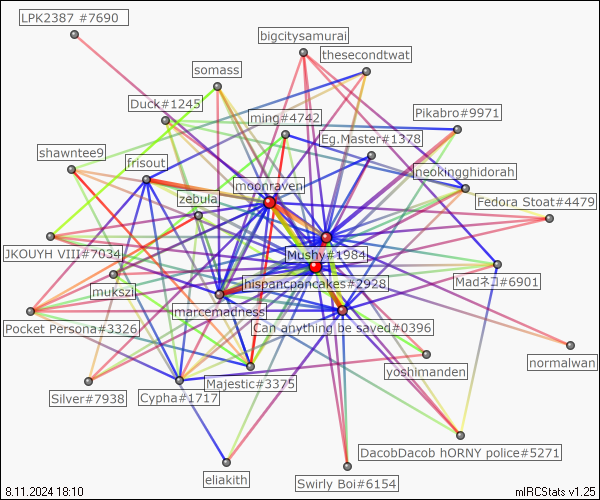 LPK2387 #7690
bigcitysamurai
thesecondtwat
somass
Duck#1245
ming#4742
Pikabro#9971
Eg.Master#1378
shawntee9
frisout
neokingghidorah
moonraven
zebula
Fedora Stoat#4479
JKOUYH VIII#7034
Mushy#1984
mukszi
hispancpancakes#2928
Madネコ#6901
marcemadness
Pocket Persona#3326
Can anything be saved#0396
normalwan
yoshimanden
Silver#7938
Cypha#1717
Majestic#3375
DacobDacob hORNY police#5271
eliakith
Swirly Boi#6154
8.11.2024 18:10
mIRCStats v1.25